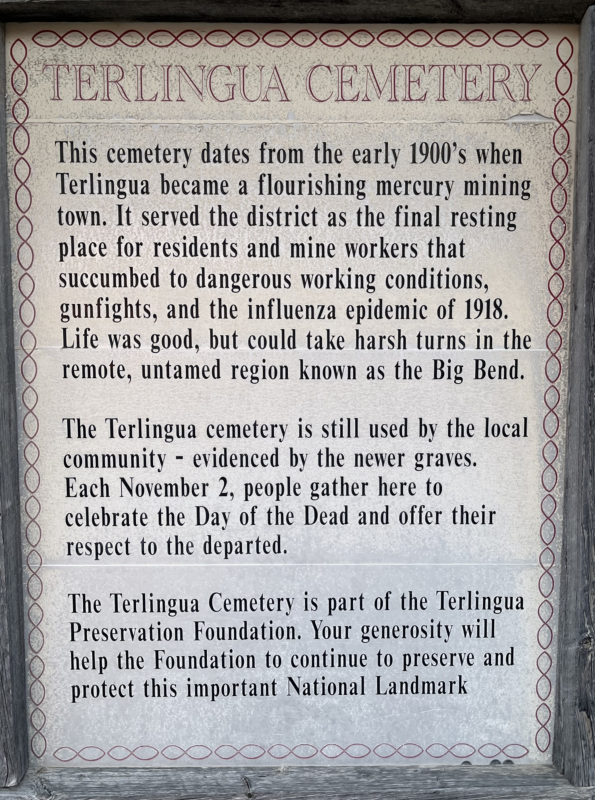 TERLINGUA CEMETERY
This cemetery dates from the early 1900's when
Terlingua became a flourishing mercury mining
town. It served the district as the final resting
place for residents and mine workers that
succumbed to dangerous working conditions,
gunfights, and the influenza epidemic of 1918.
Life was good, but could take harsh turns in the
remote, untamed region known as the Big Bend.
The Terlingua cemetery is still used by the local
community - evidenced by the newer graves.
Each November 2, people gather here to
celebrate the Day of the Dead and offer their
respect to the departed.
The Terlingua Cemetery is part of the Terlingua
Preservation Foundation. Your generosity will
help the Foundation to continue to preserve and
protect this important National Landmark